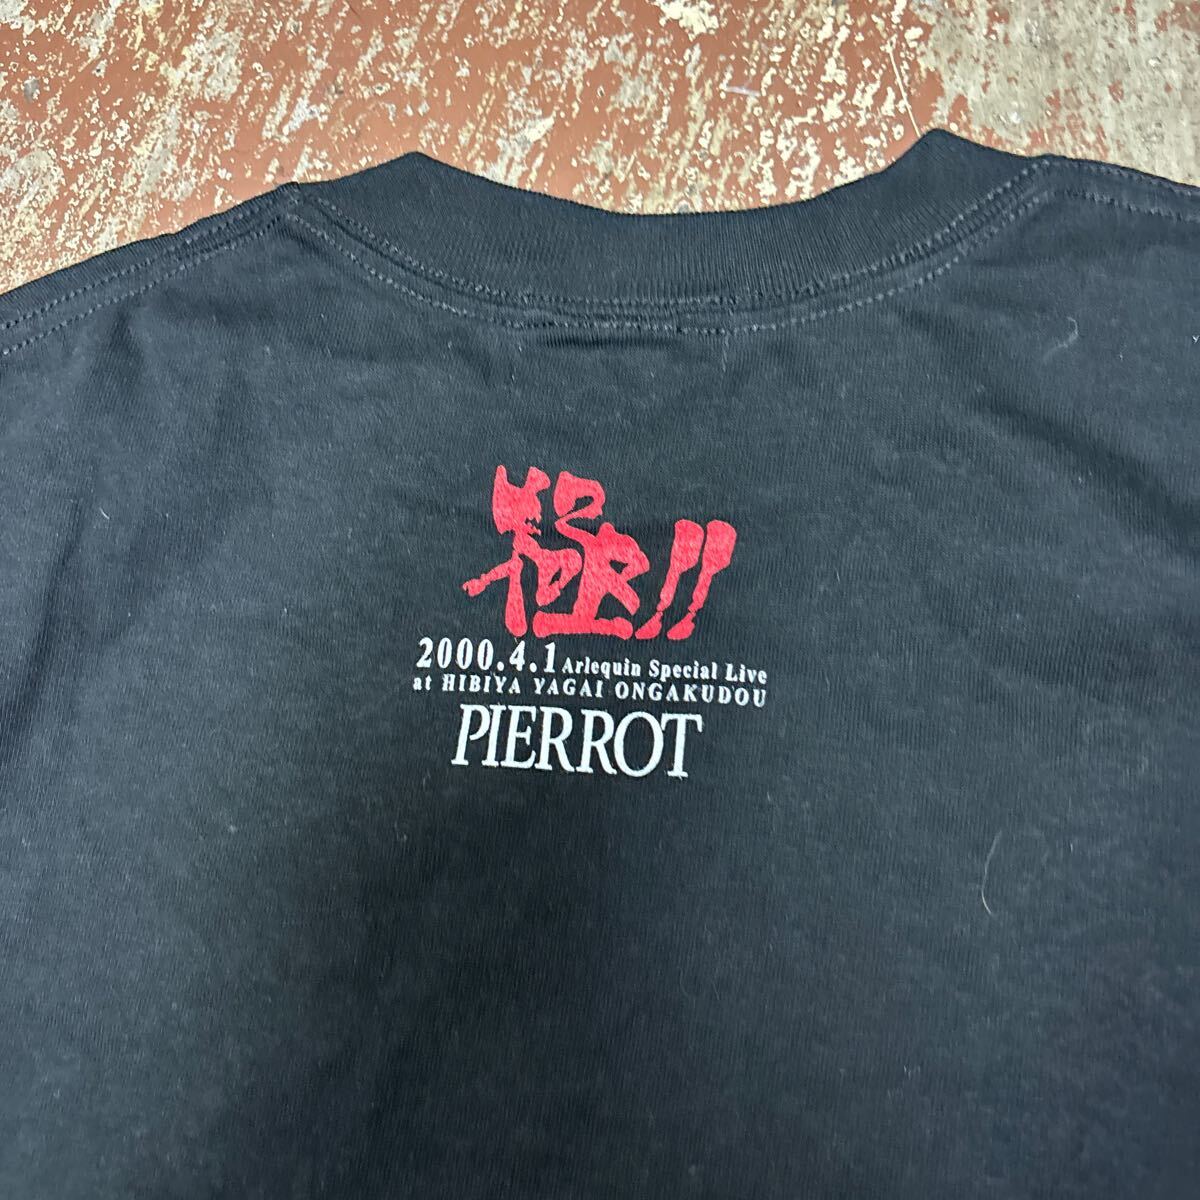 極!!
2000.4.1 Arlequin Special Live
at HIBIYA YAGAI ONGAKUDOU
PIERROT